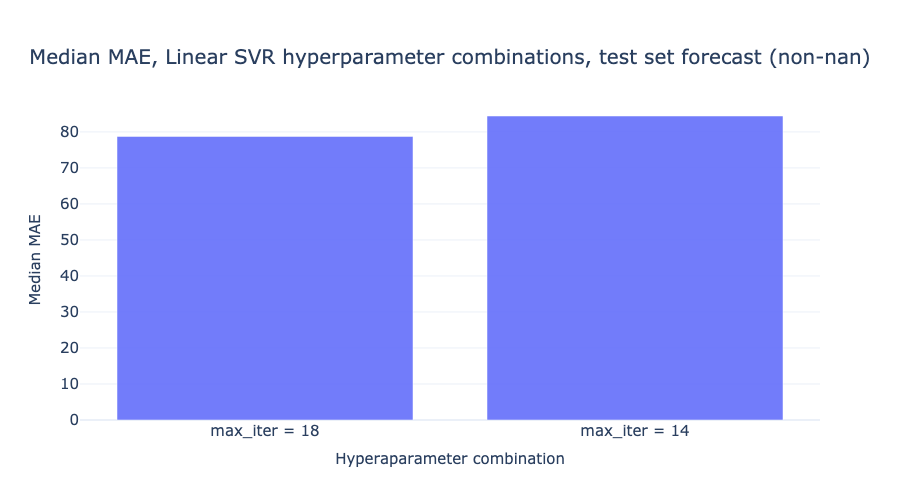 Median MAE, Linear SVR hyperparameter combinations, test set forecast (non-nan)
80
70
60
50
40
30
20
10
0
Median MAE
max_iter = 18
max_iter = 14
Hyperaparameter combination